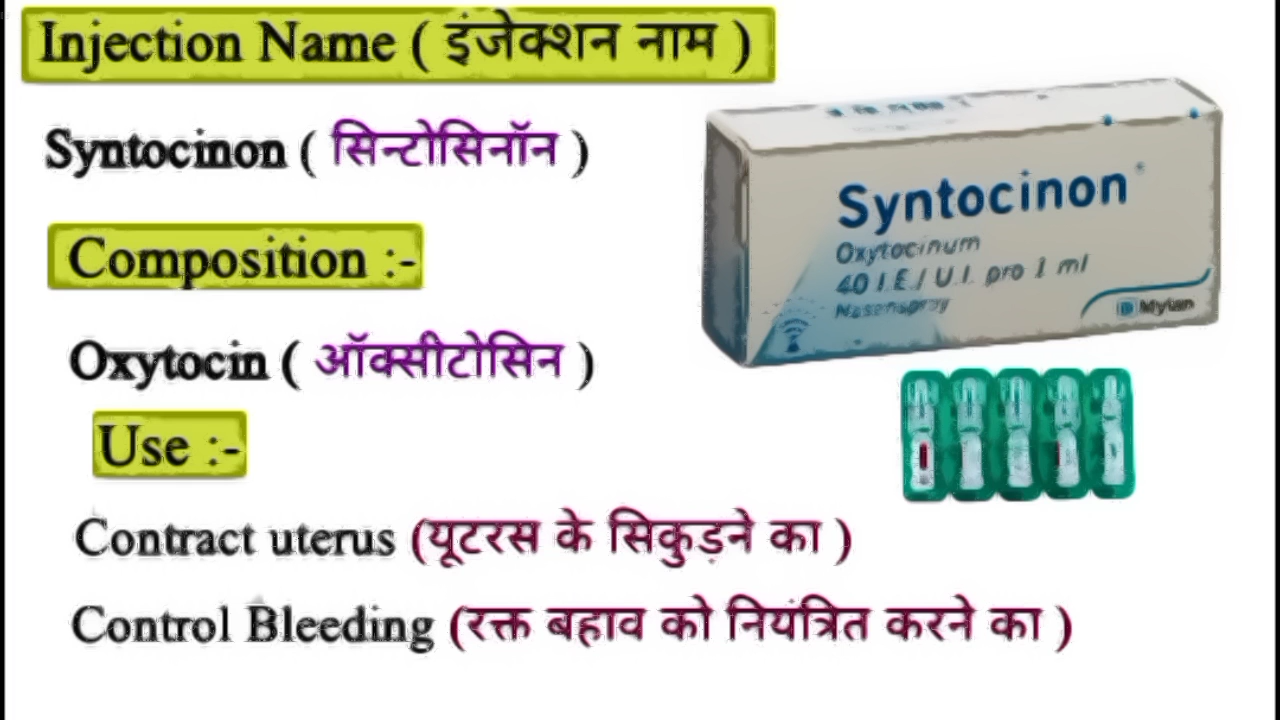 Injection Name ( इंजेक्शन नाम )
Syntocinon ( सिन्टोसिनॉन )
Syntocinon
Oxytocinum
40 I.E./ U.I. pro 1 ml
Nasenspray
Mylan
Composition :-
Oxytocin ( ऑक्सीटोसिन )
Use :-
Contract uterus (यूटरस के सिकुड़ने का )
Control Bleeding (रक्त बहाव को नियंत्रित करने का )